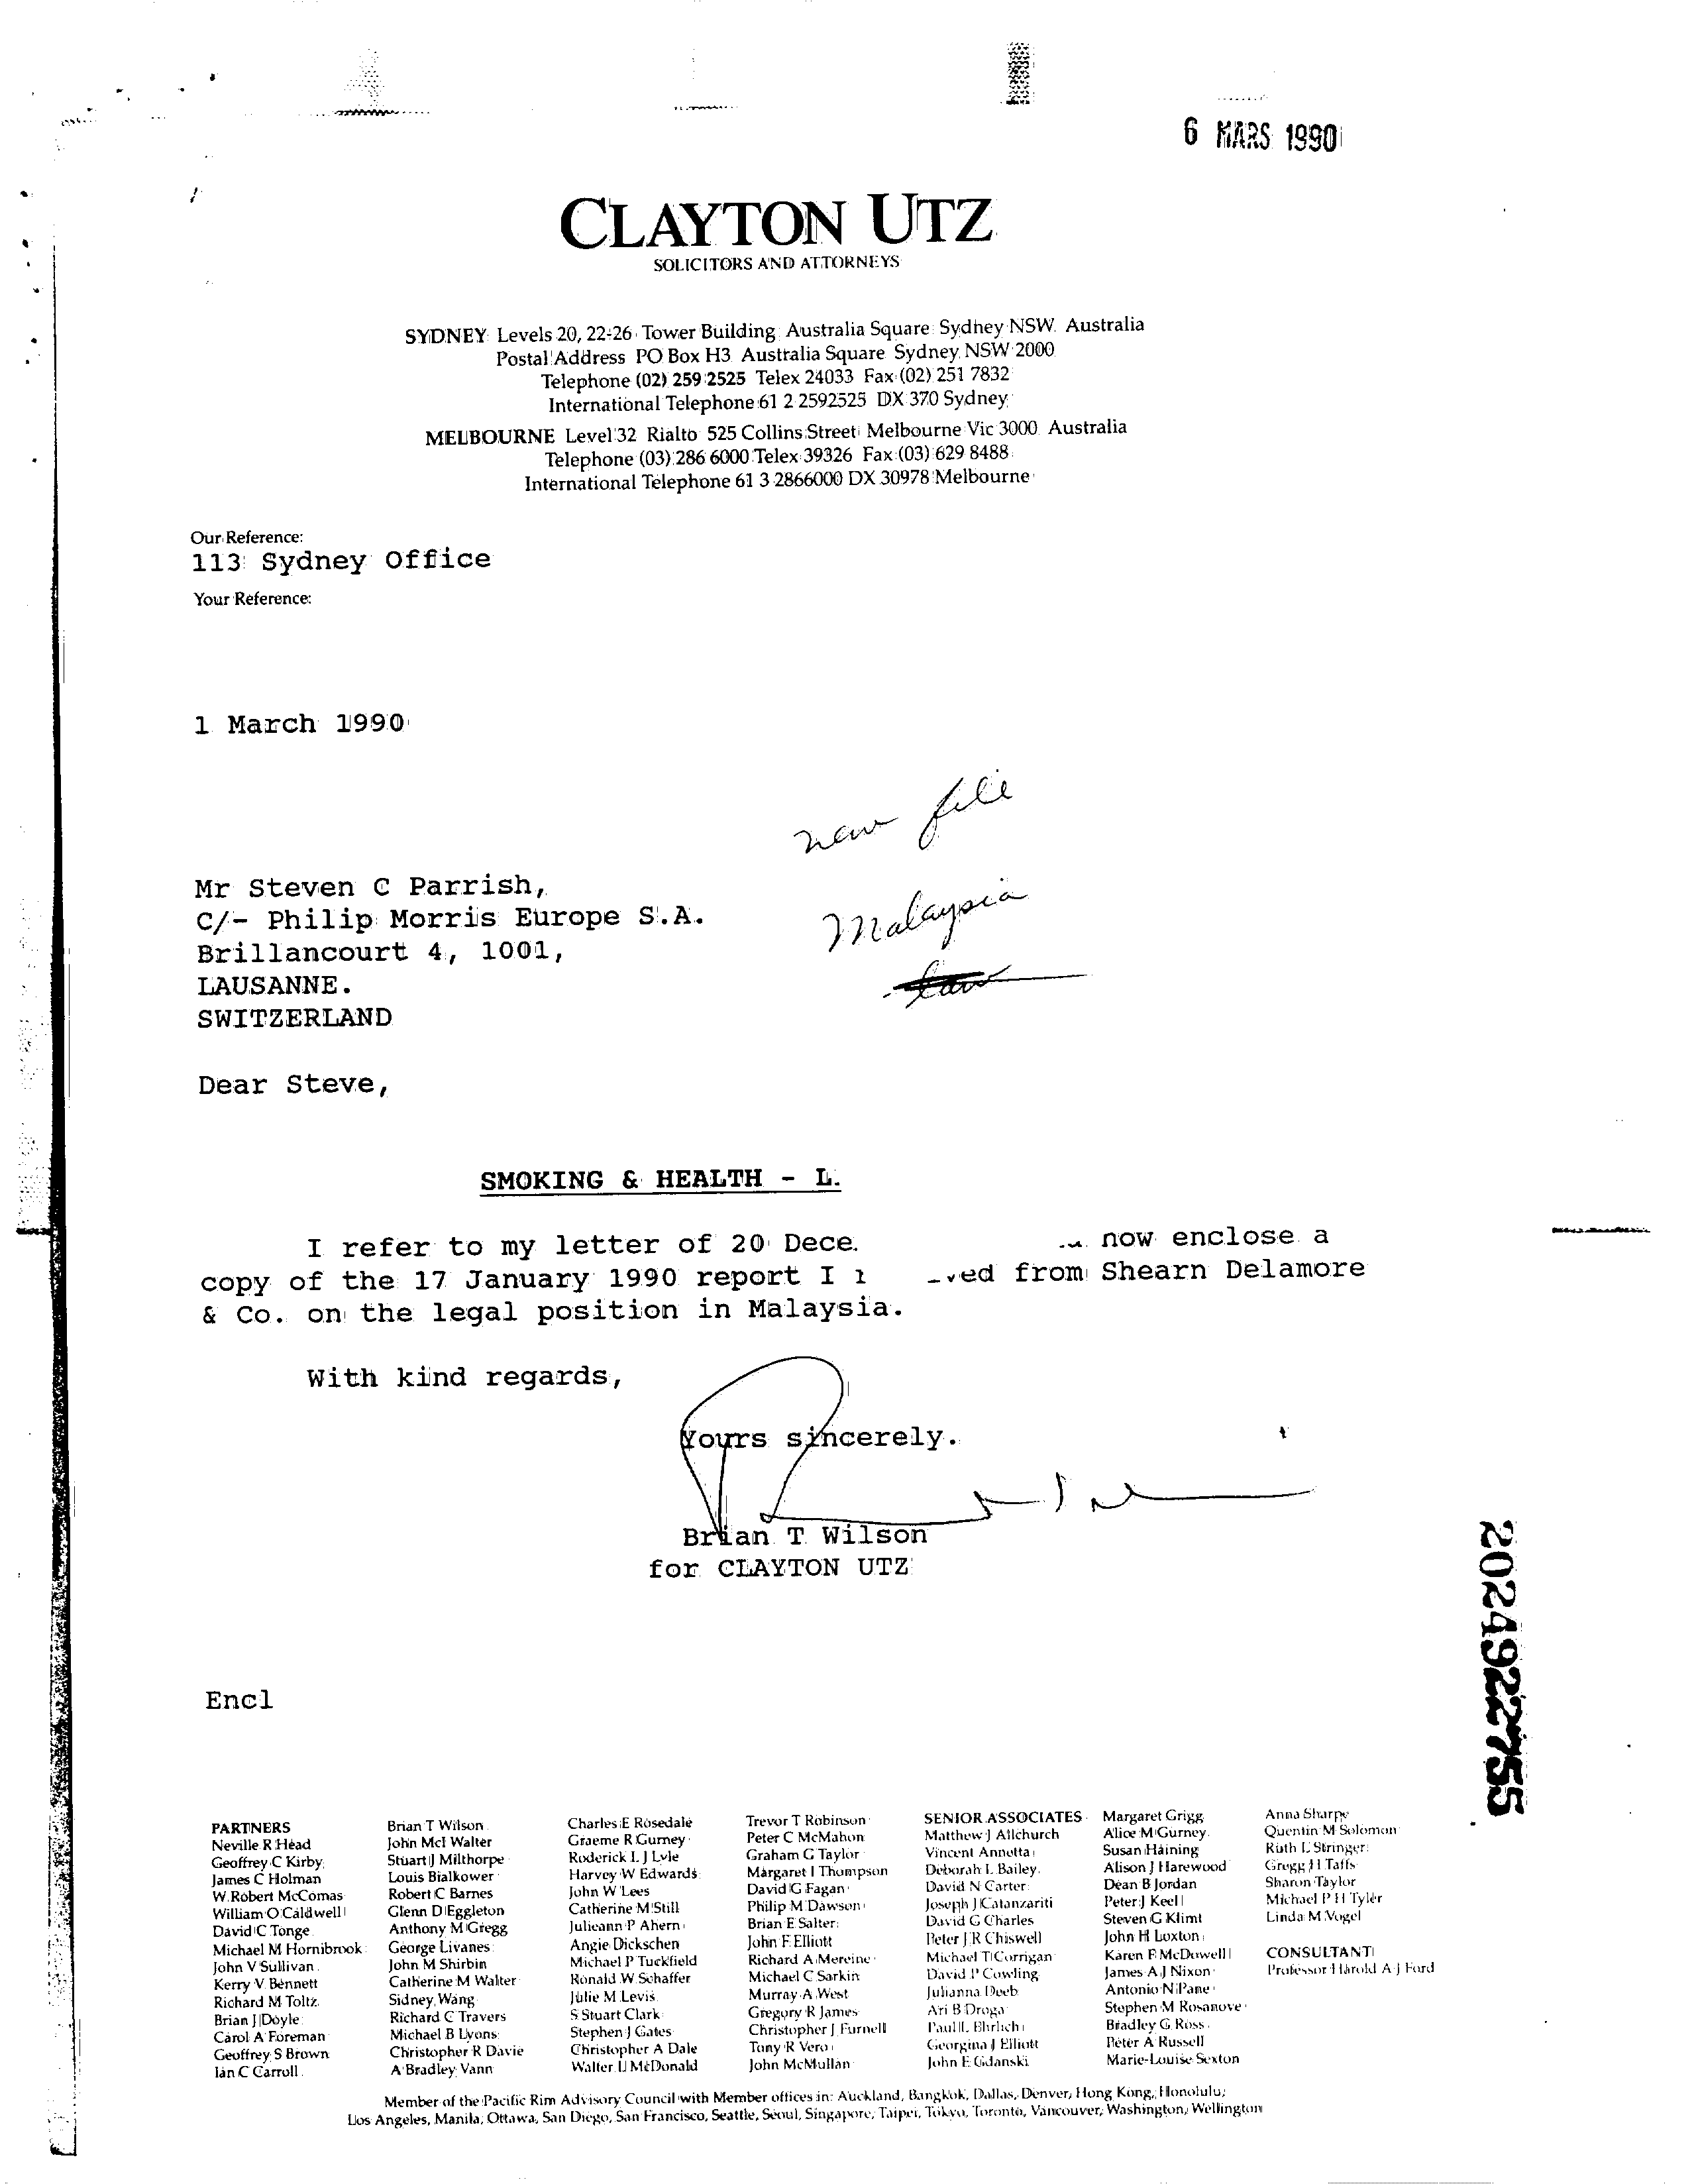 6 MARS 1990
CLAYTON UTZ
SOLICITORS AND ATTORNEYS
SYDNEY Levels 20, 22-26 Tower Building Australia Square Sydney NSW Australia
Postal Address PO Box H3 Australia Square Sydney NSW 2000
Telephone (02) 259 2525 Telex 24033 Fax (02) 251 7832
International Telephone 61 2 2592525 DX 370 Sydney
MELBOURNE Level 32 Rialto 525 Collins Street Melbourne Vic 3000 Australia
Telephone (03) 286 6000 Telex 39326 Fax (03) 629 8488
International Telephone 61 3 2866000 DX 30978 Melbourne
Our Reference:
113 Sydney Office
Your Reference:
1 March 1990
new file
Malaysia
law
Mr Steven C Parrish,
C/- Philip Morris Europe S.A.
Brillancourt 4, 1001,
LAUSANNE.
SWITZERLAND
Dear Steve,
SMOKING & HEALTH - L.
I refer to my letter of 20 Dece. now enclose a
copy of the 17 January 1990 report I ved from Shearn Delamore
& Co. on the legal position in Malaysia.
With kind regards,
Yours sincerely.
Brian T Wilson
for CLAYTON UTZ
Encl
2024922755
PARTNERS
Neville R Head
Geoffrey C Kirby
James C Holman
W Robert McComas
William O Caldwell
David C Tonge
Michael M Hornibrook
John V Sullivan
Kerry V Bennett
Richard M Toltz
Brian J Doyle
Carol A Foreman
Geoffrey S Brown
Ian C Carroll
Brian T Wilson
John McI Walter
Stuart J Milthorpe
Louis Bialkower
Robert C Barnes
Glenn D Eggleton
Anthony M Gregg
George Livanes
John M Shirbin
Catherine M Walter
Sidney Wang
Richard C Travers
Michael B Lyons
Christopher R Davie
A Bradley Vann
Charles E Rosedale
Graeme R Gurney
Roderick I J Lyle
Harvey W Edwards
John W Lees
Catherine M Still
Julieann P Ahern
Angie Dickschen
Michael P Tuckfield
Ronald W Schaffer
Julie M Levis
S Stuart Clark
Stephen J Gates
Christopher A Dale
Walter U McDonald
Trevor T Robinson
Peter C McMahon
Graham G Taylor
Margaret I Thompson
David G Fagan
Philip M Dawson
Brian E Salter
John F Elliott
Richard A Mereine
Michael C Sarkin
Murray A West
Gregory R James
Christopher J Furnell
Tony R Vero
John McMullan
SENIOR ASSOCIATES
Matthew J Allchurch
Vincent Annetta
Deborah L Bailey
David N Carter
Joseph J Catanzariti
David G Charles
Peter J R Chiswell
Michael T Corrigan
David P Cowling
Julianna Deeb
Ari B Droga
Paul L Ehrlich
Georgina J Elliott
John E Gdanski
Margaret Grigg
Alice M Gurney
Susan Haining
Alison J Harewood
Dean B Jordan
Peter J Keel
Steven G Klimt
John H Loxton
Karen F McDowell
James A J Nixon
Antonio N Pane
Stephen M Rosanove
Bradley G Ross
Peter A Russell
Marie-Louise Sexton
Anna Sharpe
Quentin M Solomon
Ruth L Stringer
Gregg H Taffs
Sharon Taylor
Michael P H Tyler
Linda M Vogel
CONSULTANT
Professor Harold A J Ford
Member of the Pacific Rim Advisory Council with Member offices in: Auckland, Bangkok, Dallas, Denver, Hong Kong, Honolulu,
Los Angeles, Manila, Ottawa, San Diego, San Francisco, Seattle, Seoul, Singapore, Taipei, Tokyo, Toronto, Vancouver, Washington, Wellington